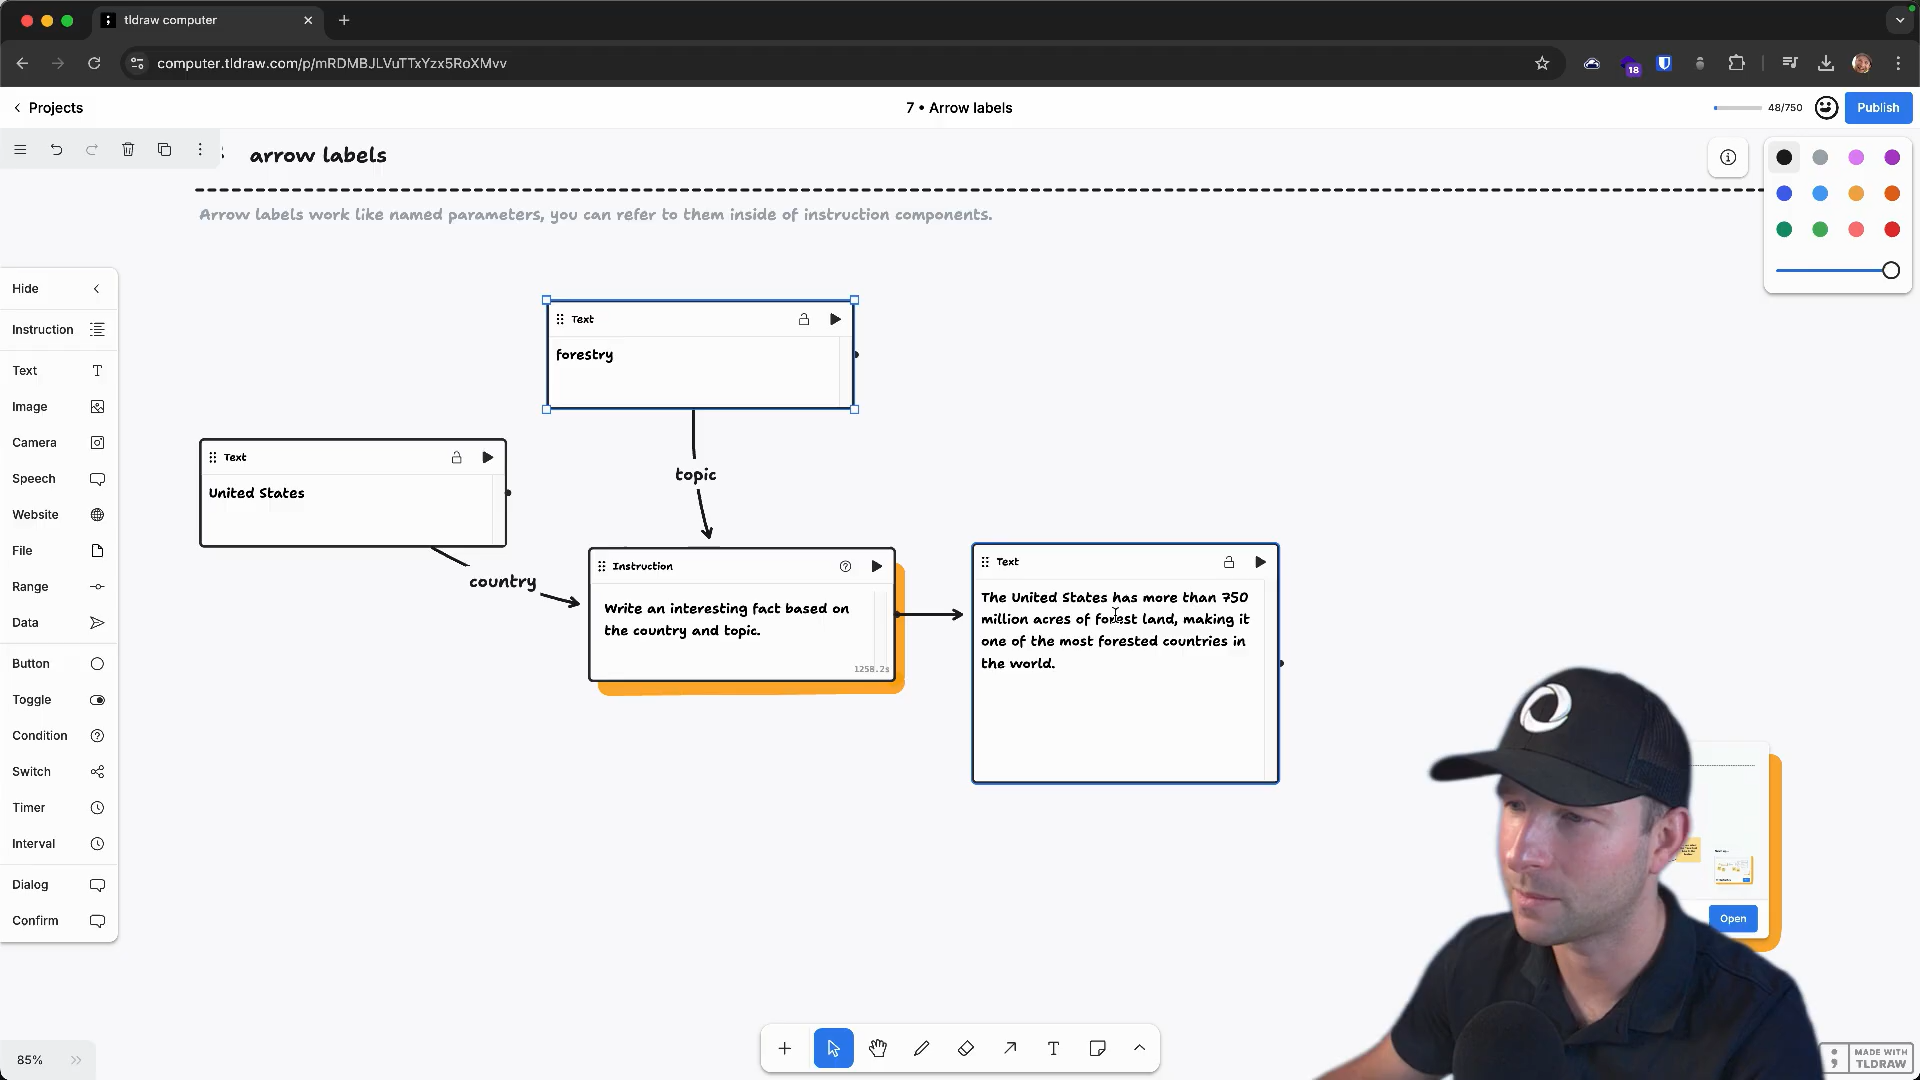 tldraw computer
computer.tldraw.com/p/mRDMBJLVuTTxYzx5RoXMvv
18
Projects
7 • Arrow labels
48/750
Publish
arrow labels
Arrow labels work like named parameters, you can refer to them inside of instruction components.
Hide
Instruction
Text
Image
Camera
Speech
Website
File
Range
Data
Button
Toggle
Condition
Switch
Timer
Interval
Dialog
Confirm
Text
forestry
topic
Text
United States
country
Instruction
Write an interesting fact based on
the country and topic.
1258.2s
Text
The United States has more than 750
million acres of forest land, making it
one of the most forested countries in
the world.
Open
85%
MADE WITH
TLDRAW